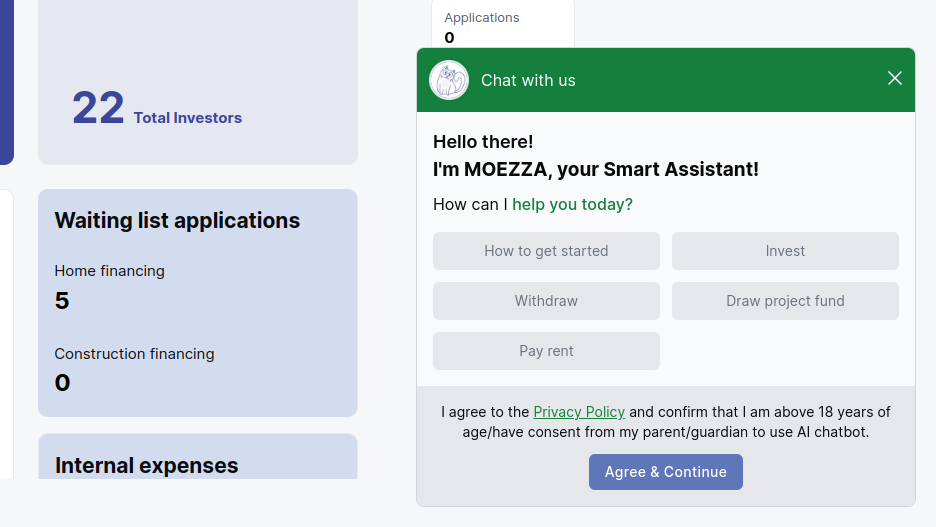 22 Total Investors
Waiting list applications
Home financing
5
Construction financing
0
Internal expenses
Applications
0
Chat with us
Hello there!
I'm MOEZZA, your Smart Assistant!
How can I help you today?
How to get started
Invest
Withdraw
Draw project fund
Pay rent
I agree to the Privacy Policy and confirm that I am above 18 years of
age/have consent from my parent/guardian to use AI chatbot.
Agree & Continue